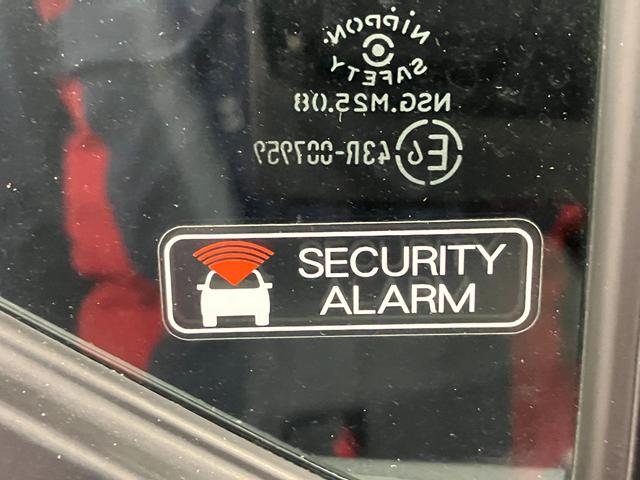 NIPPON
SAFETY
NSG.M25.08
E6 43R-007959
SECURITY
ALARM